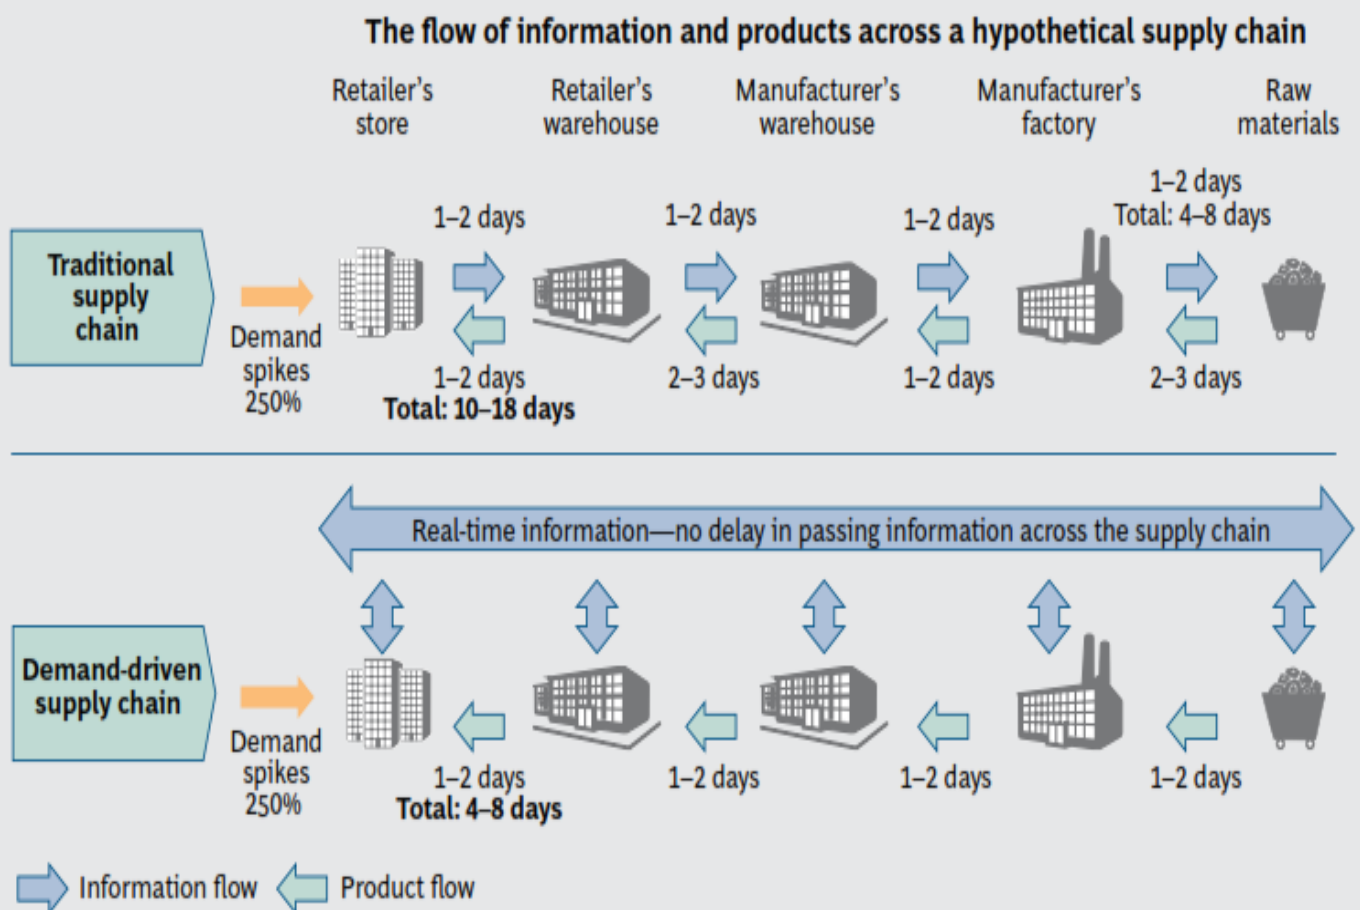 The flow of information and products across a hypothetical supply chain
Retailer's
store
Retailer's
warehouse
Manufacturer's
warehouse
Manufacturer's
factory
Raw
materials
Traditional
supply
chain
Demand
spikes
250%
1–2 days
1–2 days
1–2 days
1–2 days
Total: 4–8 days
1–2 days
Total: 10–18 days
2–3 days
1–2 days
2–3 days
Real-time information—no delay in passing information across the supply chain
Demand-driven
supply chain
Demand
spikes
250%
1–2 days
Total: 4–8 days
1–2 days
1–2 days
1–2 days
Information flow
Product flow